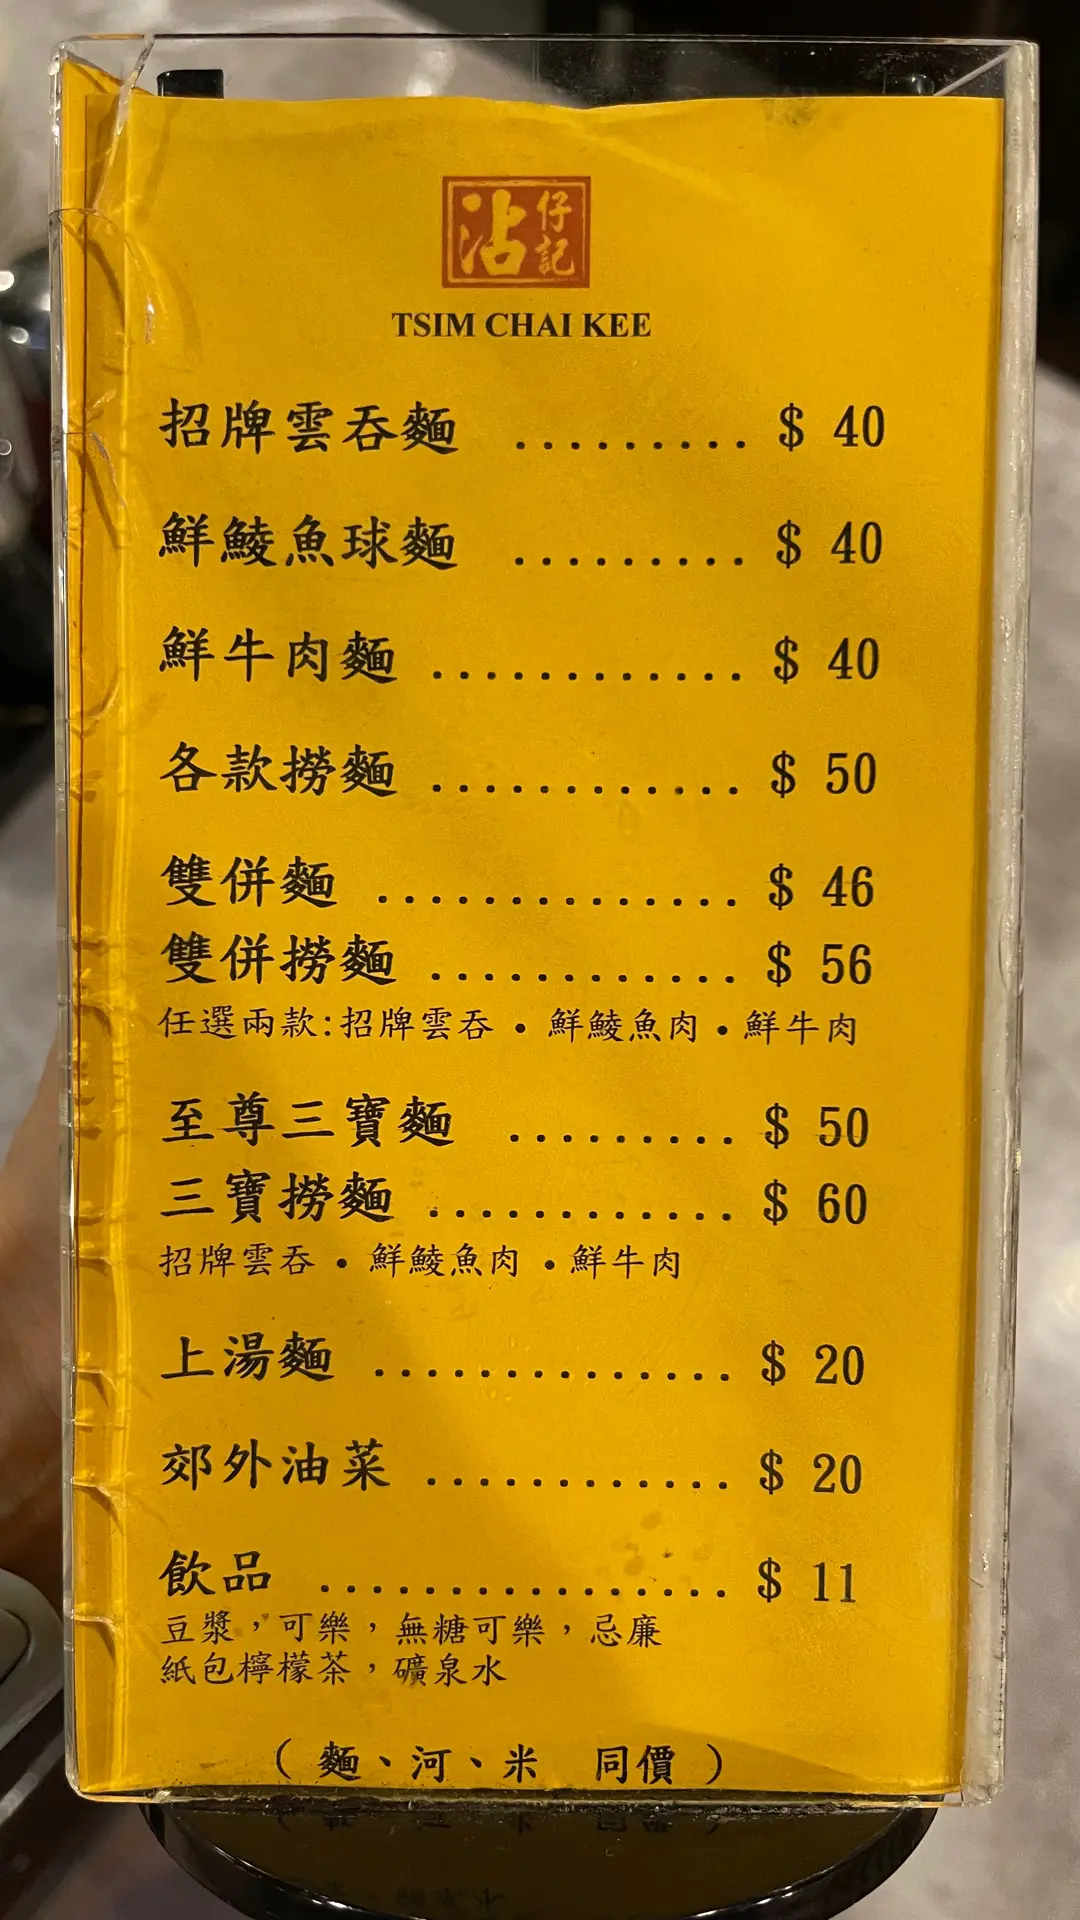 沾仔記
TSIM CHAI KEE
招牌雲吞麵 ......... $ 40
鮮鯪魚球麵 ......... $ 40
鮮牛肉麵 ............ $ 40
各款撈麵 ............ $ 50
雙併麵 .............. $ 46
雙併撈麵 ............ $ 56
任選兩款:招牌雲吞 • 鮮鯪魚肉 • 鮮牛肉
至尊三寶麵 ......... $ 50
三寶撈麵 ............ $ 60
招牌雲吞 • 鮮鯪魚肉 • 鮮牛肉
上湯麵 .............. $ 20
郊外油菜 ............ $ 20
飲品 ................ $ 11
豆漿，可樂，無糖可樂，忌廉
紙包檸檬茶，礦泉水
( 麵、河、米 同價 )